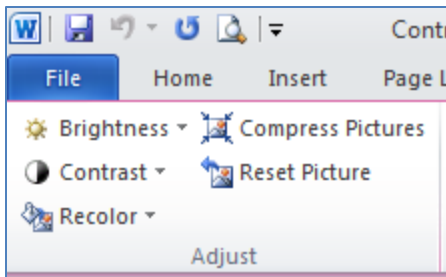 W Contr
File Home Insert Page L
Brightness Compress Pictures
Contrast Reset Picture
Recolor
Adjust